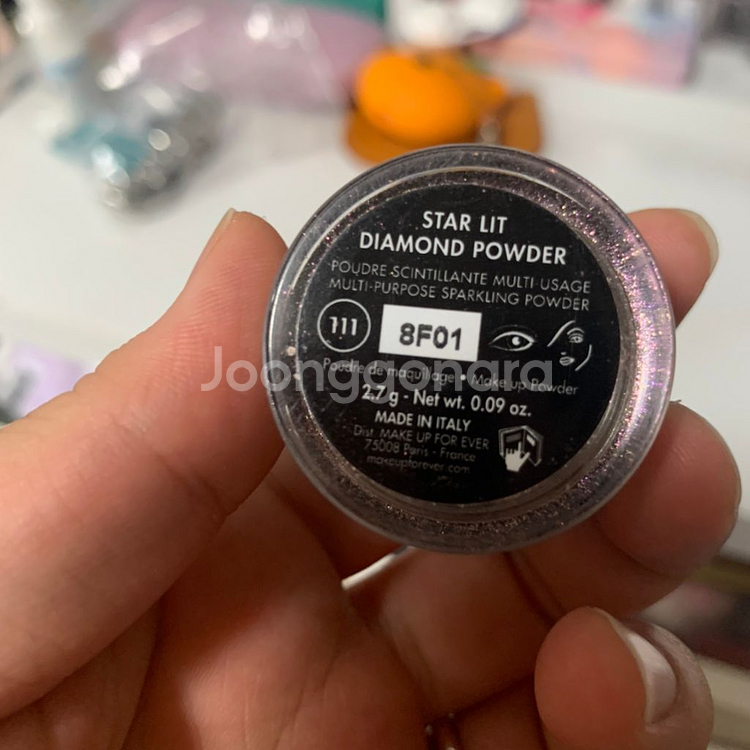 STAR LIT
DIAMOND POWDER
POUDRE SCINTILLANTE MULTI-USAGE
MULTI-PURPOSE SPARKLING POWDER
111
8F01
Joonggonara
Poudre de maquillage • Make up Powder
2.7 g - Net wt. 0.09 oz.
MADE IN ITALY
Dist. MAKE UP FOR EVER
75008 Paris - France
makeupforever.com